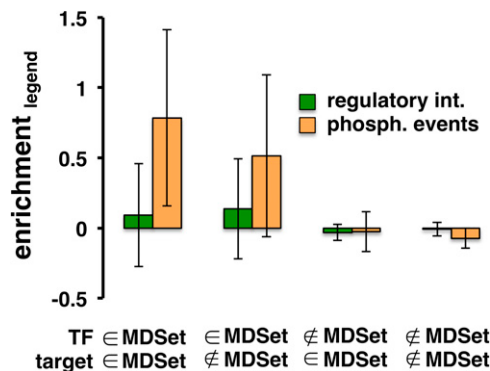 1.5
1
0.5
0
-0.5
enrichment legend
regulatory int.
phosph. events
TF ∈ MDSet ∈ MDSet ∉ MDSet ∉ MDSet
target ∈ MDSet ∉ MDSet ∈ MDSet ∉ MDSet